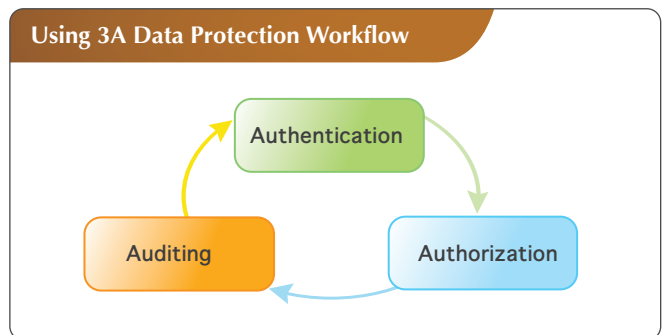 Using 3A Data Protection Workflow
Authentication
Auditing
Authorization